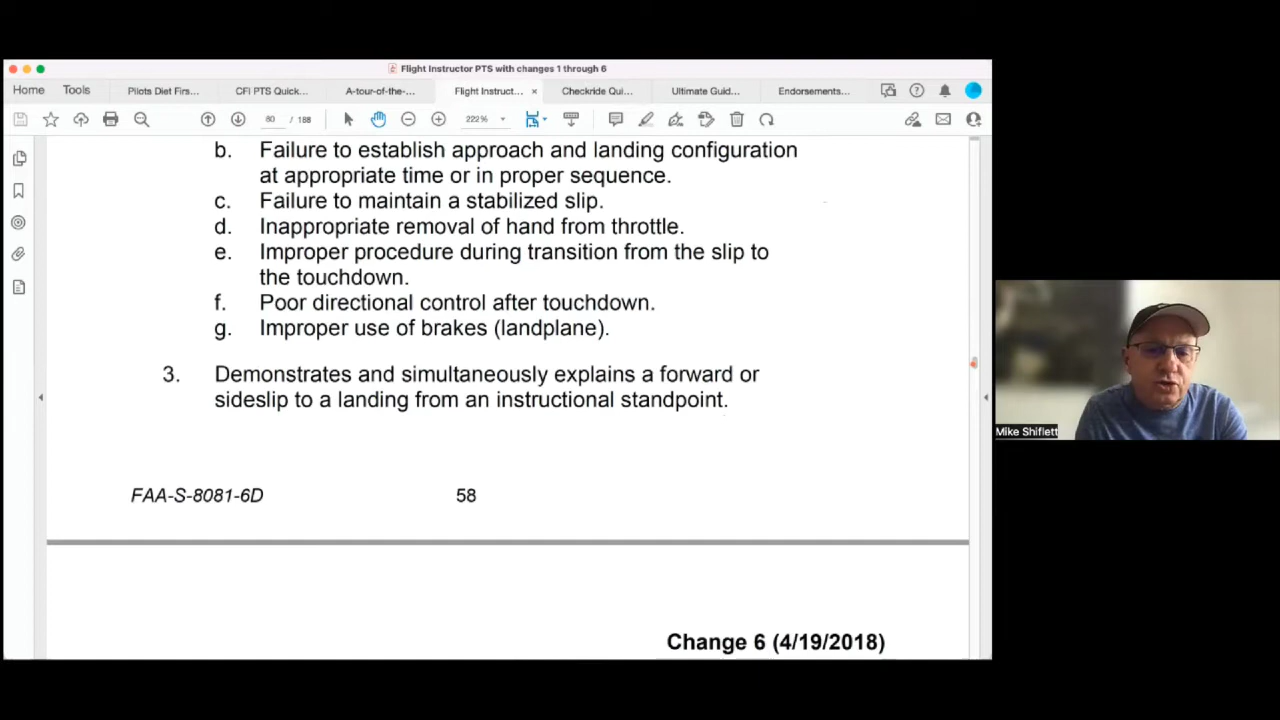 Flight Instructor PTS with changes 1 through 6
Home Tools Pilots Diet Firs... CFI PTS Quick... A-tour-of-the-... Flight Instruct... × Checkride Qui... Ultimate Guid... Endorsements...
80 / 188 222%
b. Failure to establish approach and landing configuration
at appropriate time or in proper sequence.
c. Failure to maintain a stabilized slip.
d. Inappropriate removal of hand from throttle.
e. Improper procedure during transition from the slip to
the touchdown.
f. Poor directional control after touchdown.
g. Improper use of brakes (landplane).
3. Demonstrates and simultaneously explains a forward or
sideslip to a landing from an instructional standpoint.
FAA-S-8081-6D 58
Change 6 (4/19/2018)
Mike Shiflett